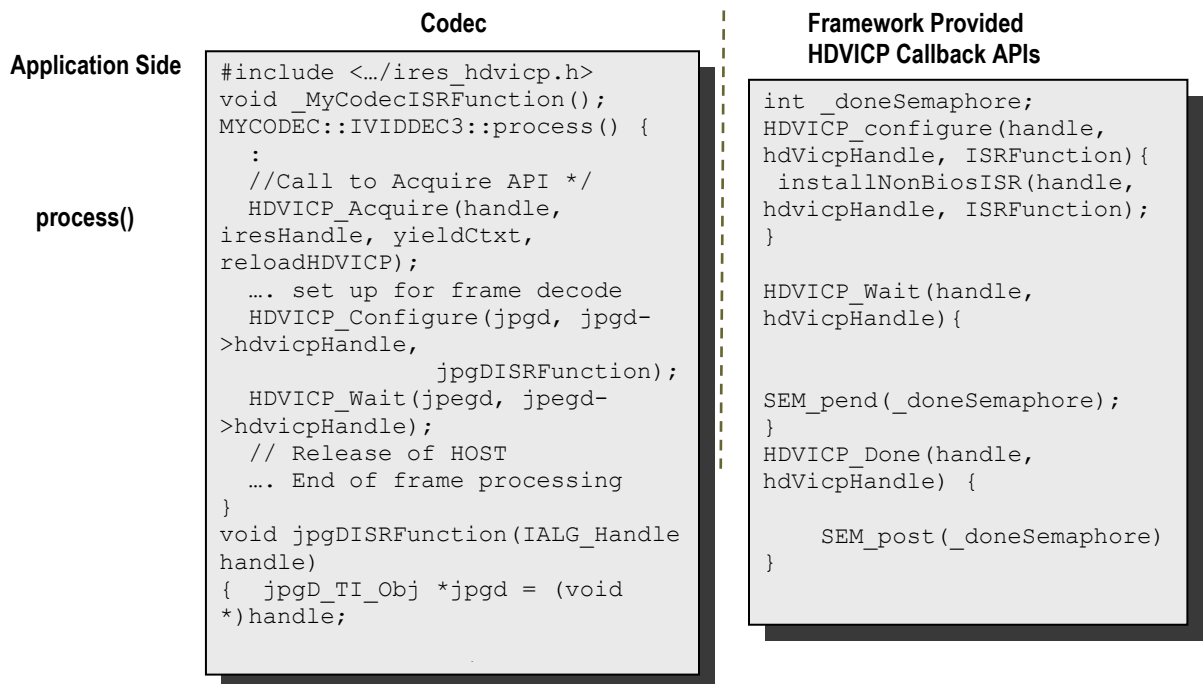 Codec
Framework Provided
HDVICP Callback APIs
Application Side
process()
#include <…/ires_hdvicp.h>
void _MyCodecISRFunction();
MYCODEC::IVIDDEC3::process() {
:
//Call to Acquire API */
HDVICP_Acquire(handle,
iresHandle, yieldCtxt,
reloadHDVICP);
…. set up for frame decode
HDVICP_Configure(jpgd, jpgd-
>hdvicpHandle,
jpgDISRFunction);
HDVICP_Wait(jpegd, jpegd-
>hdvicpHandle);
// Release of HOST
…. End of frame processing
}
void jpgDISRFunction(IALG_Handle
handle)
{ jpgD_TI_Obj *jpgd = (void
*)handle;
int _doneSemaphore;
HDVICP_configure(handle,
hdVicpHandle, ISRFunction){
installNonBiosISR(handle,
hdvicpHandle, ISRFunction);
}
HDVICP_Wait(handle,
hdVicpHandle){
SEM_pend(_doneSemaphore);
}
HDVICP_Done(handle,
hdVicpHandle) {
SEM_post(_doneSemaphore)
}